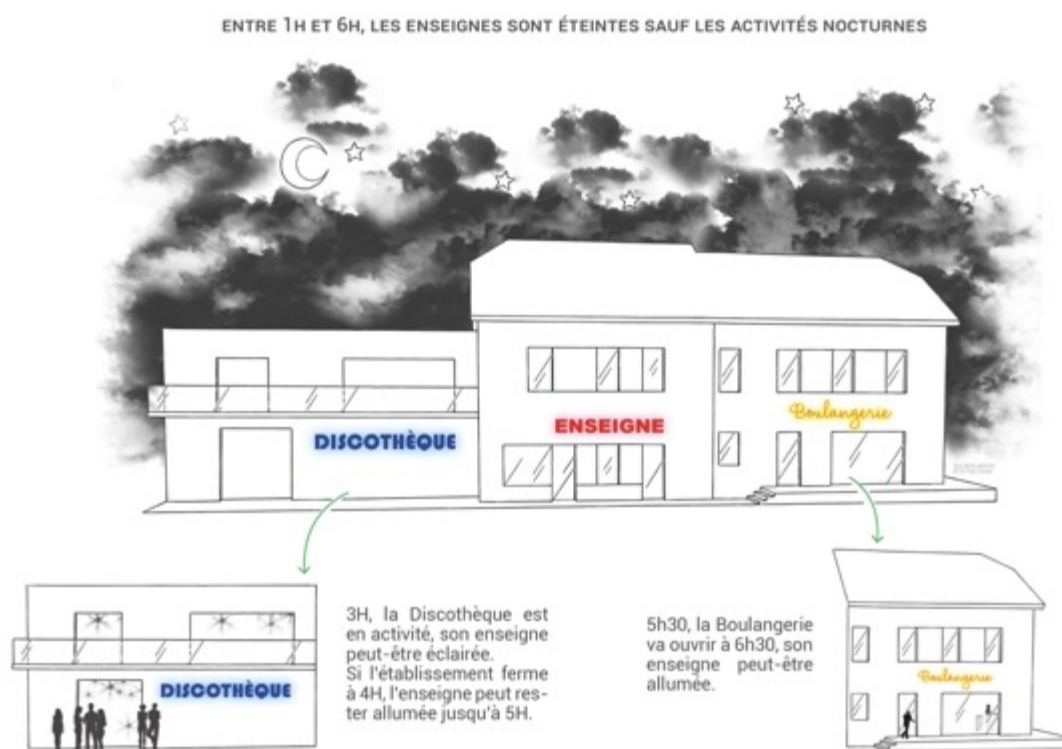 ENTRE 1H ET 6H, LES ENSEIGNES SONT ÉTEINTES SAUF LES ACTIVITÉS NOCTURNES
DISCOTHÈQUE
ENSEIGNE
Boulangerie
3H, la Discothèque est
en activité, son enseigne
peut-être éclairée.
Si l'établissement ferme
à 4H, l'enseigne peut res-
ter allumée jusqu'à 5H.
DISCOTHÈQUE
5h30, la Boulangerie
va ouvrir à 6h30, son
enseigne peut-être
allumée.
Boulangerie